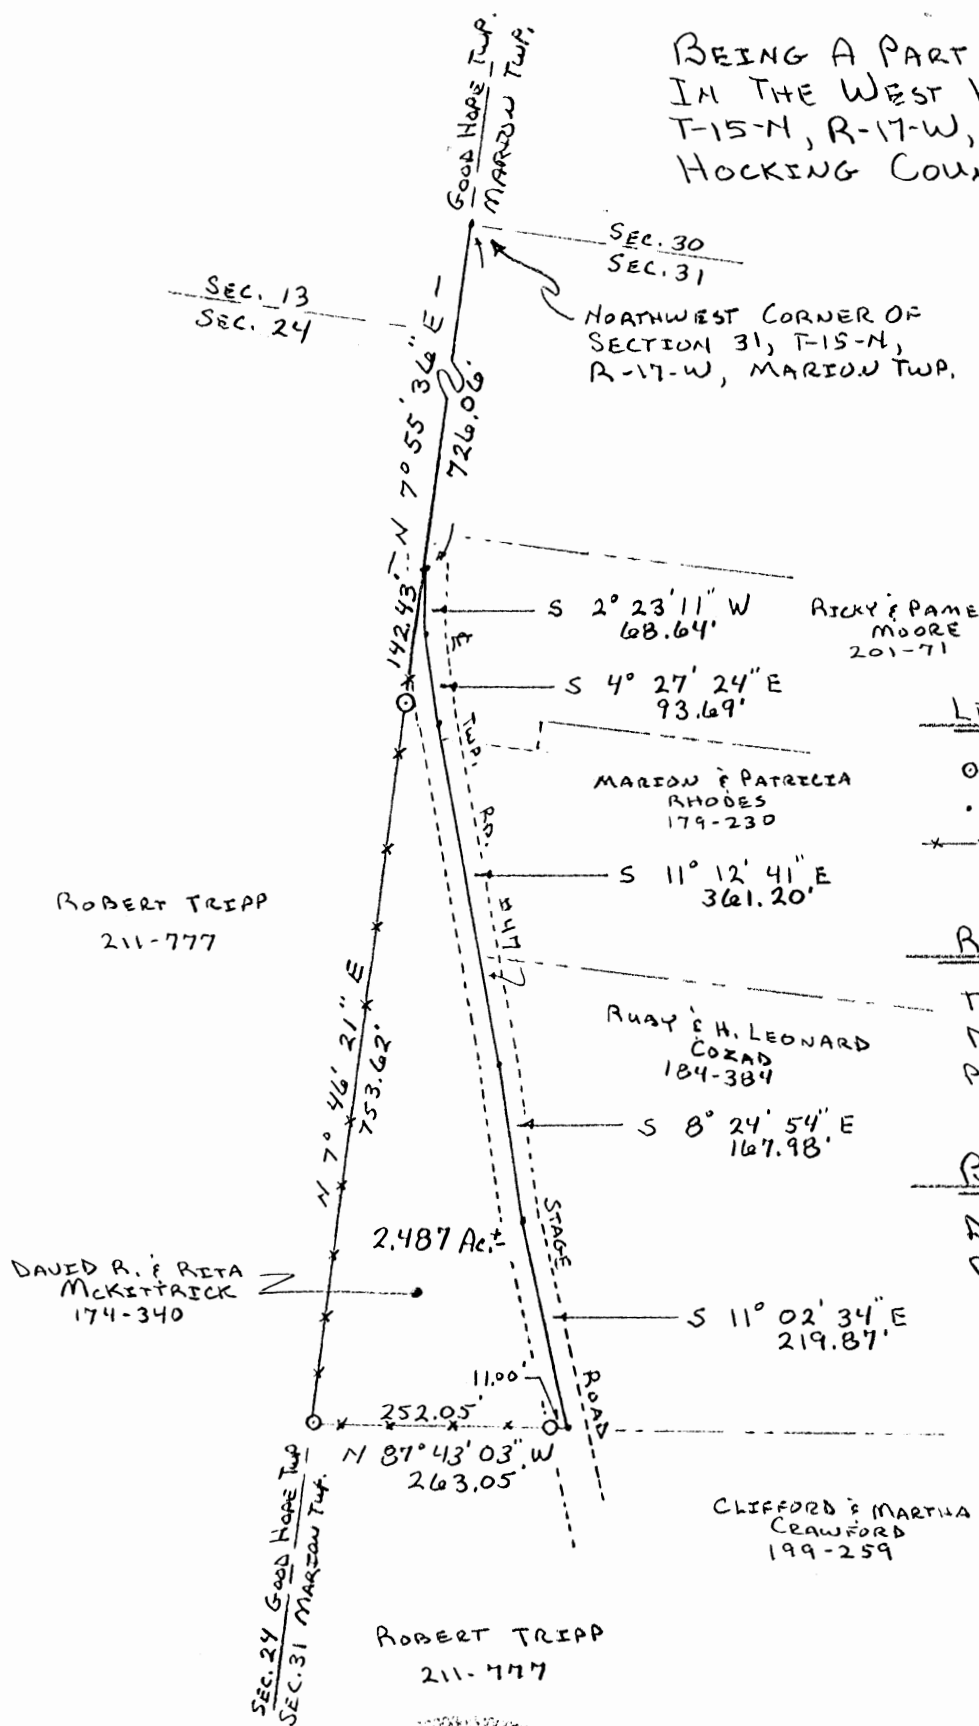 BEING A PART
IN THE WEST
T-15-N, R-17-W,
HOCKING COUN
GOOD HOPE TWP.
MARION TWP.
SEC. 30
SEC. 31
SEC. 13
SEC. 24
NORTHWEST CORNER OF
SECTION 31, T-15-N,
R-17-W, MARION TWP.
N 7° 55' 36" E
726.06'
142.43'
S 2° 23' 11" W
68.64'
RICKY & PAME
MOORE
201-71
S 4° 27' 24" E
93.69'
MARION & PATRICIA
RHODES
179-230
TWP.
RD.
#47
S 11° 12' 41" E
361.20'
ROBERT TRIPP
211-777
N 7° 46' 21" E
753.62'
RUBY & H. LEONARD
COZAD
184-384
S 8° 24' 54" E
167.98'
2.487 Ac.±
STAGE
ROAD
DAVID R. & RITA
McKITTRICK
174-340
S 11° 02' 34" E
219.87'
11.00'
252.05'
N 87° 43' 03" W
263.05'
CLIFFORD & MARTHA
CRAWFORD
199-259
SEC. 24 GOOD HOPE TWP
SEC. 31 MARION TWP.
ROBERT TRIPP
211-777